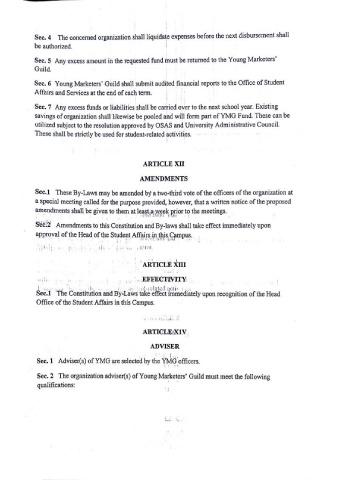 Sec. 4 The concerned organization shall liquidate expenses before the next disbursement shall
be authorized.
Sec. 5 Any excess amount in the requested fund must be returned to the Young Marketers'
Guild.
Sec. 6 Young Marketers' Guild shall submit audited financial reports to the Office of Student
Affairs and Services at the end of each term.
Sec. 7 Any excess funds or liabilities shall be carried over to the next school year. Existing
savings of organization shall likewise be pooled and will form part of YMG Fund. These can be
utilized subject to the resolution approved by OSAS and University Administrative Council.
These shall be strictly be used for student-related activities.
ARTICLE XII
AMENDMENTS
Sec.1 These By-Laws may be amended by a two-third vote of the officers of the organization at
a special meeting called for the purpose provided, however, that a written notice of the proposed
amendments shall be given to them at least a week prior to the meetings.
Sec.2 Amendments to this Constitution and By-laws shall take effect immediately upon
approval of the Head of the Student Affairs in this Campus.
ARTICLE XIII
EFFECTIVITY
Sec.1 The Constitution and By-Laws take effect immediately upon recognition of the Head
Office of the Student Affairs in this Campus.
ARTICLE XIV
ADVISER
Sec. 1 Adviser(s) of YMG are selected by the YMG officers.
Sec. 2 The organization adviser(s) of Young Marketers' Guild must meet the following
qualifications: